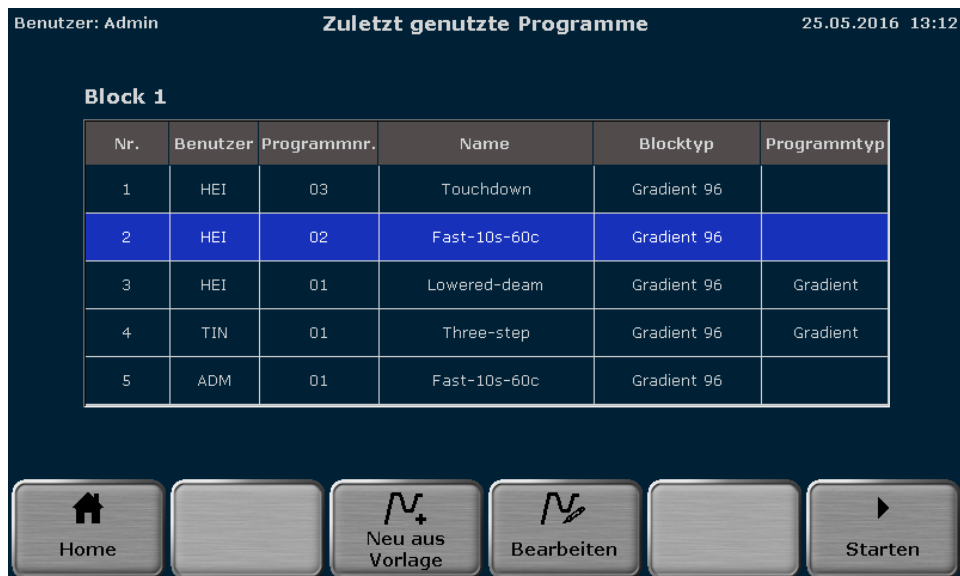 Benutzer: Admin Zuletzt genutzte Programme 25.05.2016 13:12
Block 1
Nr. Benutzer Programmnr. Name Blocktyp Programmtyp
1 HEI 03 Touchdown Gradient 96
2 HEI 02 Fast-10s-60c Gradient 96
3 HEI 01 Lowered-deam Gradient 96 Gradient
4 TIN 01 Three-step Gradient 96 Gradient
5 ADM 01 Fast-10s-60c Gradient 96
Home
Neu aus
Vorlage
Bearbeiten
Starten